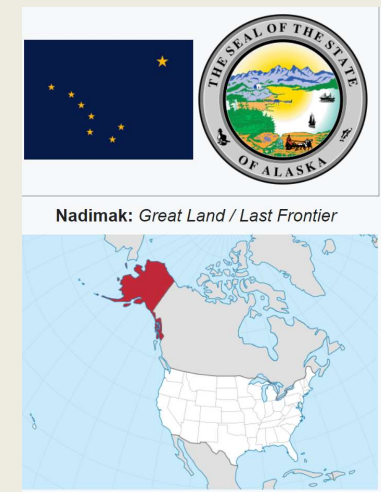 THE SEAL OF THE STATE
OF ALASKA
Nadimak: Great Land / Last Frontier